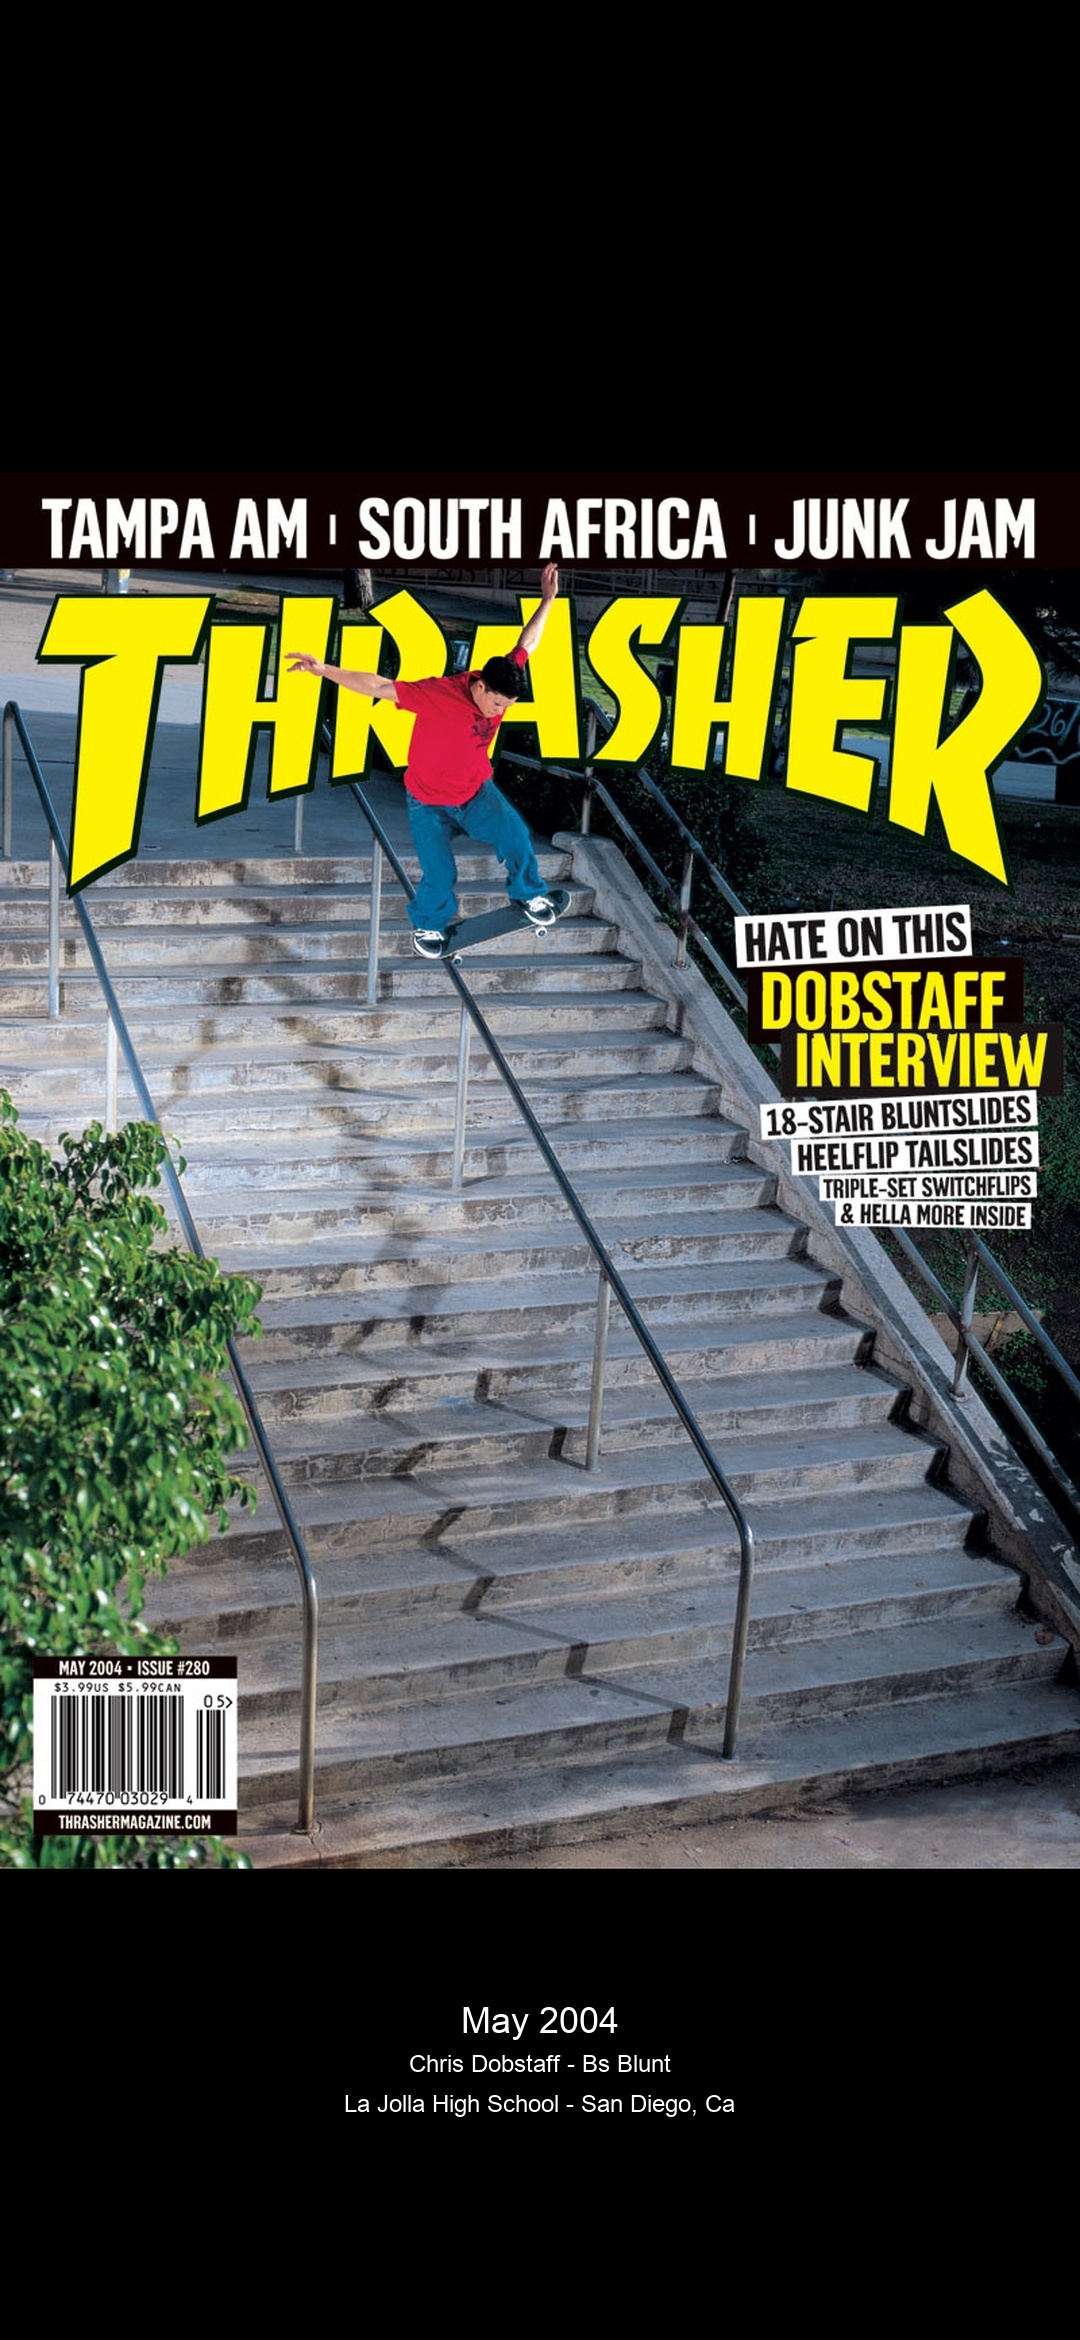 TAMPA AM | SOUTH AFRICA | JUNK JAM
THRASHER
HATE ON THIS
DOBSTAFF
INTERVIEW
18-STAIR BLUNTSLIDES
HEELFLIP TAILSLIDES
TRIPLE-SET SWITCHFLIPS
& HELLA MORE INSIDE
MAY 2004 • ISSUE #280
$3.99US $5.99CAN
05>
0 74470 03029 4
THRASHERMAGAZINE.COM
May 2004
Chris Dobstaff - Bs Blunt
La Jolla High School - San Diego, Ca